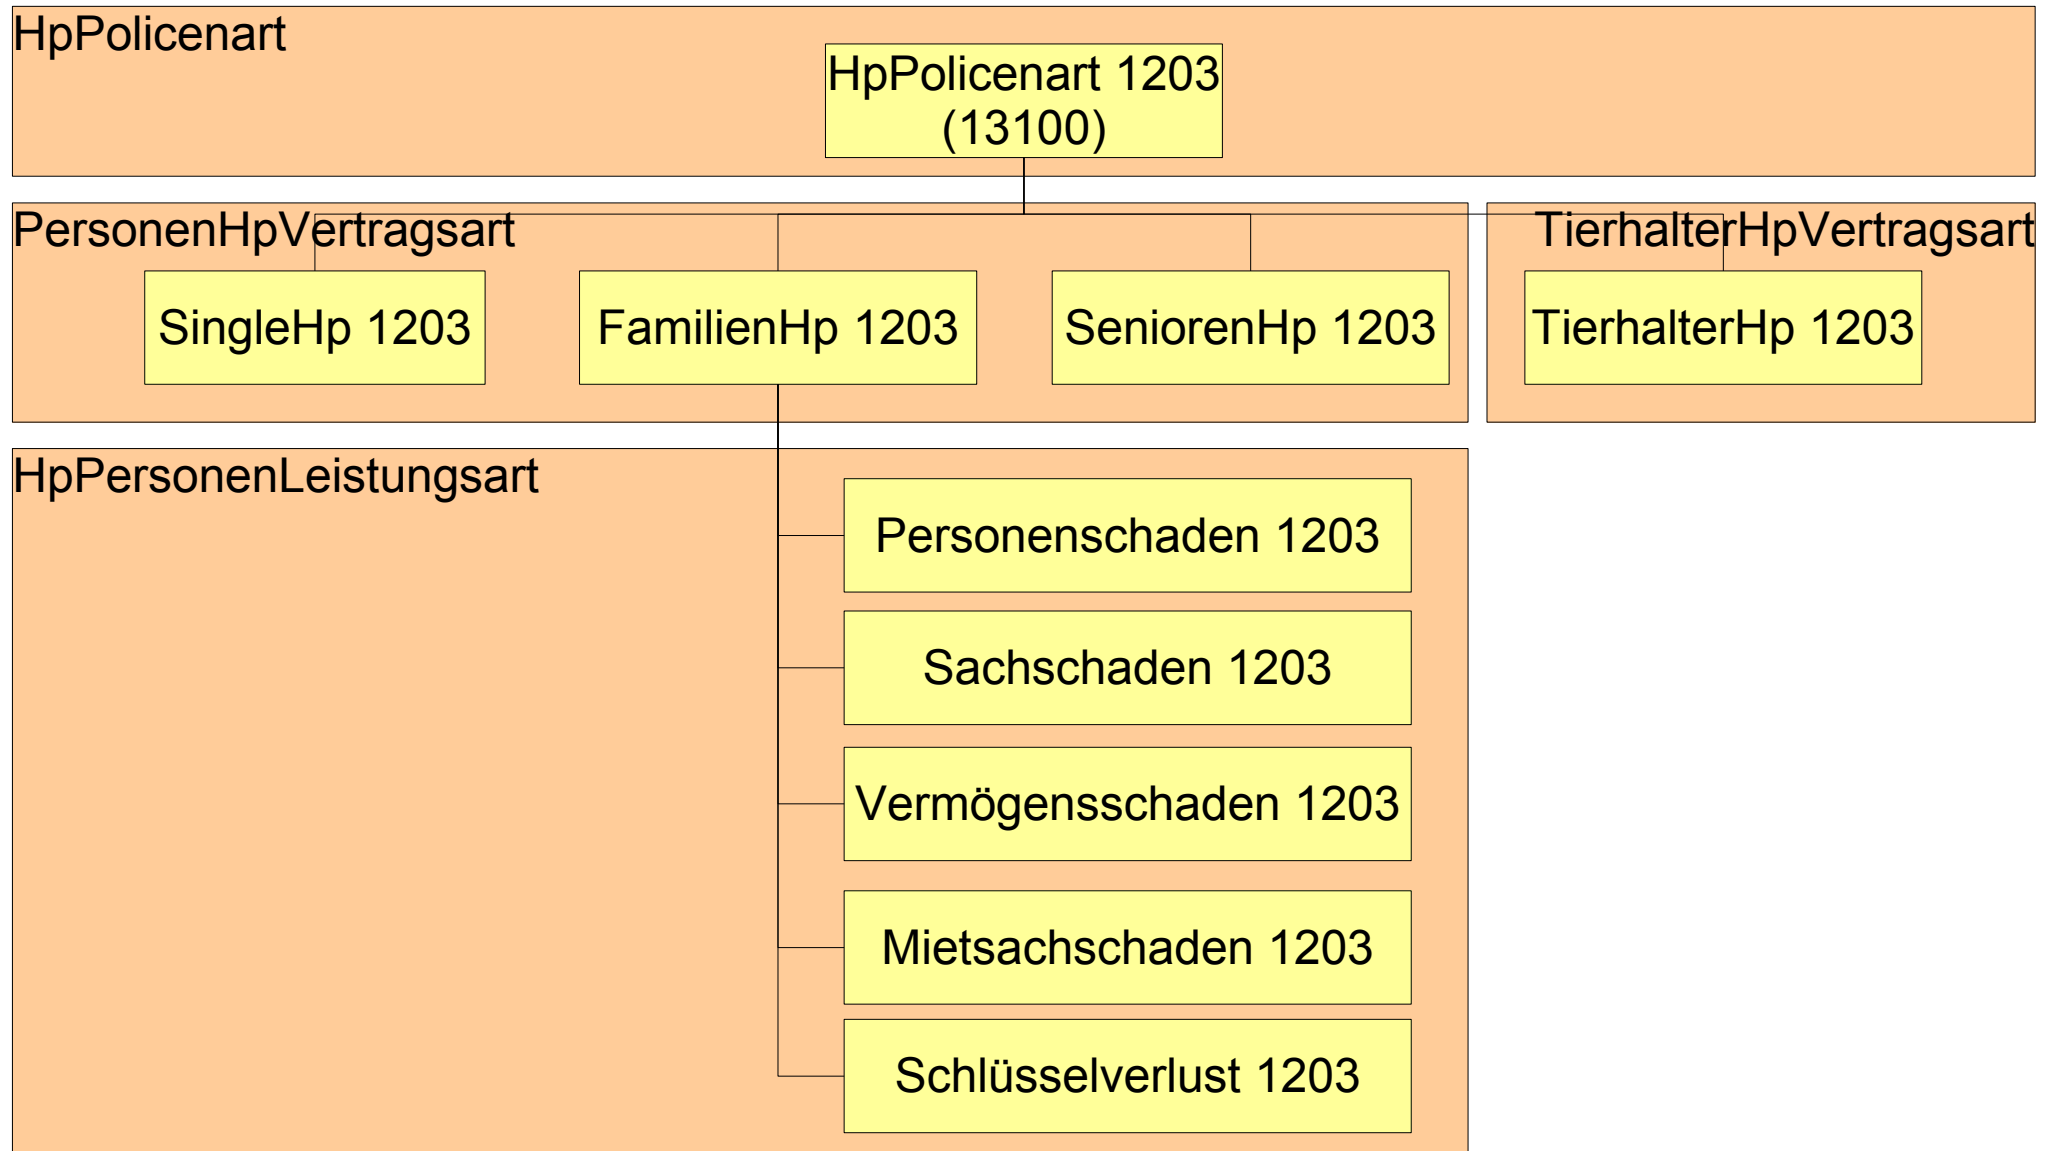 HpPolicenart
HpPolicenart 1203
(13100)
PersonenHpVertragsart
TierhalterHpVertragsart
SingleHp 1203
FamilienHp 1203
SeniorenHp 1203
TierhalterHp 1203
HpPersonenLeistungsart
Personenschaden 1203
Sachschaden 1203
Vermögensschaden 1203
Mietsachschaden 1203
Schlüsselverlust 1203